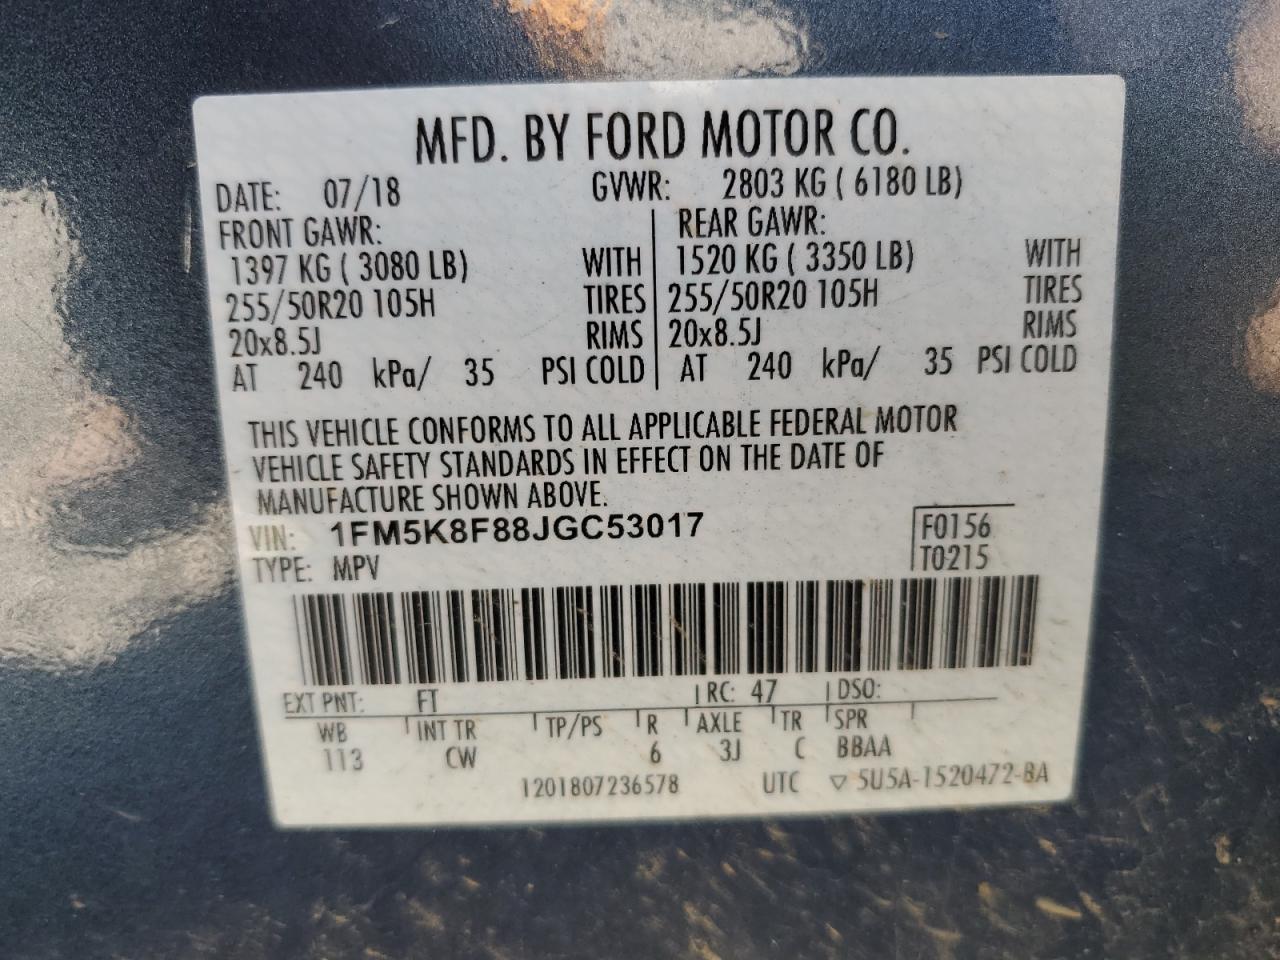 MFD. BY FORD MOTOR CO.
DATE: 07/18 GVWR: 2803 KG ( 6180 LB)
FRONT GAWR: REAR GAWR:
1397 KG ( 3080 LB) WITH 1520 KG ( 3350 LB) WITH
255/50R20 105H TIRES 255/50R20 105H TIRES
20x8.5J RIMS 20x8.5J RIMS
AT 240 kPa/ 35 PSI COLD AT 240 kPa/ 35 PSI COLD
THIS VEHICLE CONFORMS TO ALL APPLICABLE FEDERAL MOTOR
VEHICLE SAFETY STANDARDS IN EFFECT ON THE DATE OF
MANUFACTURE SHOWN ABOVE.
VIN: 1FM5K8F88JGC53017 F0156
TYPE: MPV T0215
EXT PNT: FT RC: 47 DSO:
WB INT TR TP/PS R AXLE TR SPR
113 CW 6 3J C BBAA
1201807236578 UTC ▽ 5U5A-1520472-BA